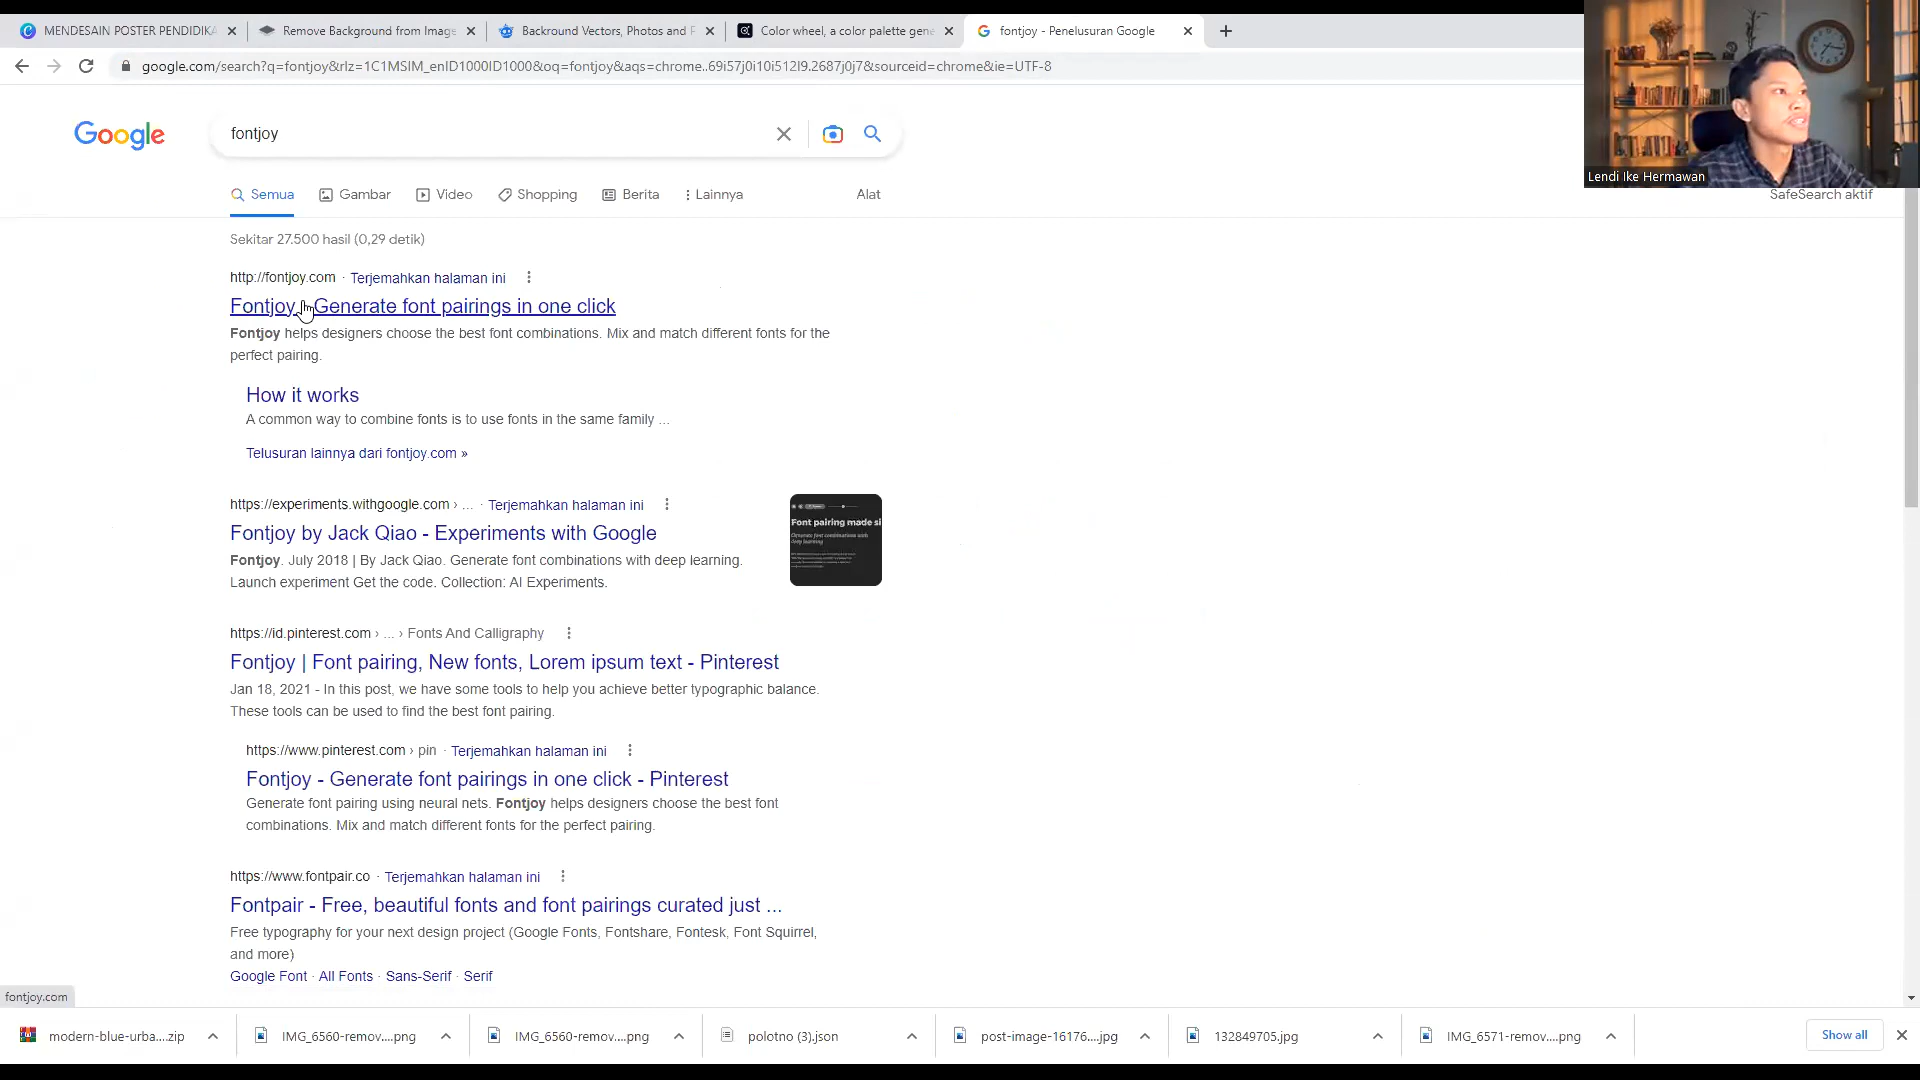 MENDESAIN POSTER PENDIDIKA
Remove Background from Image
Backround Vectors, Photos and F
Color wheel, a color palette gene
fontjoy - Penelusuran Google
google.com/search?q=fontjoy&rlz=1C1MSIM_enID1000ID1000&oq=fontjoy&aqs=chrome..69i57j0i10i512l9.2687j0j7&sourceid=chrome&ie=UTF-8
Google
fontjoy
Lendi Ike Hermawan
Semua
Gambar
Video
Shopping
Berita
Lainnya
Alat
SafeSearch aktif
Sekitar 27.500 hasil (0,29 detik)
http://fontjoy.com · Terjemahkan halaman ini
Fontjoy - Generate font pairings in one click
Fontjoy helps designers choose the best font combinations. Mix and match different fonts for the
perfect pairing.
How it works
A common way to combine fonts is to use fonts in the same family ...
Telusuran lainnya dari fontjoy.com »
https://experiments.withgoogle.com › ... · Terjemahkan halaman ini
Fontjoy by Jack Qiao - Experiments with Google
Fontjoy. July 2018 | By Jack Qiao. Generate font combinations with deep learning.
Launch experiment Get the code. Collection: AI Experiments.
Font pairing made si
Generate font combinations with
deep learning
https://id.pinterest.com › ... › Fonts And Calligraphy
Fontjoy | Font pairing, New fonts, Lorem ipsum text - Pinterest
Jan 18, 2021 - In this post, we have some tools to help you achieve better typographic balance.
These tools can be used to find the best font pairing.
https://www.pinterest.com › pin · Terjemahkan halaman ini
Fontjoy - Generate font pairings in one click - Pinterest
Generate font pairing using neural nets. Fontjoy helps designers choose the best font
combinations. Mix and match different fonts for the perfect pairing.
https://www.fontpair.co · Terjemahkan halaman ini
Fontpair - Free, beautiful fonts and font pairings curated just ...
Free typography for your next design project (Google Fonts, Fontshare, Fontesk, Font Squirrel,
and more)
Google Font · All Fonts · Sans-Serif · Serif
fontjoy.com
modern-blue-urba....zip
IMG_6560-remov....png
IMG_6560-remov....png
polotno (3).json
post-image-16176....jpg
132849705.jpg
IMG_6571-remov....png
Show all